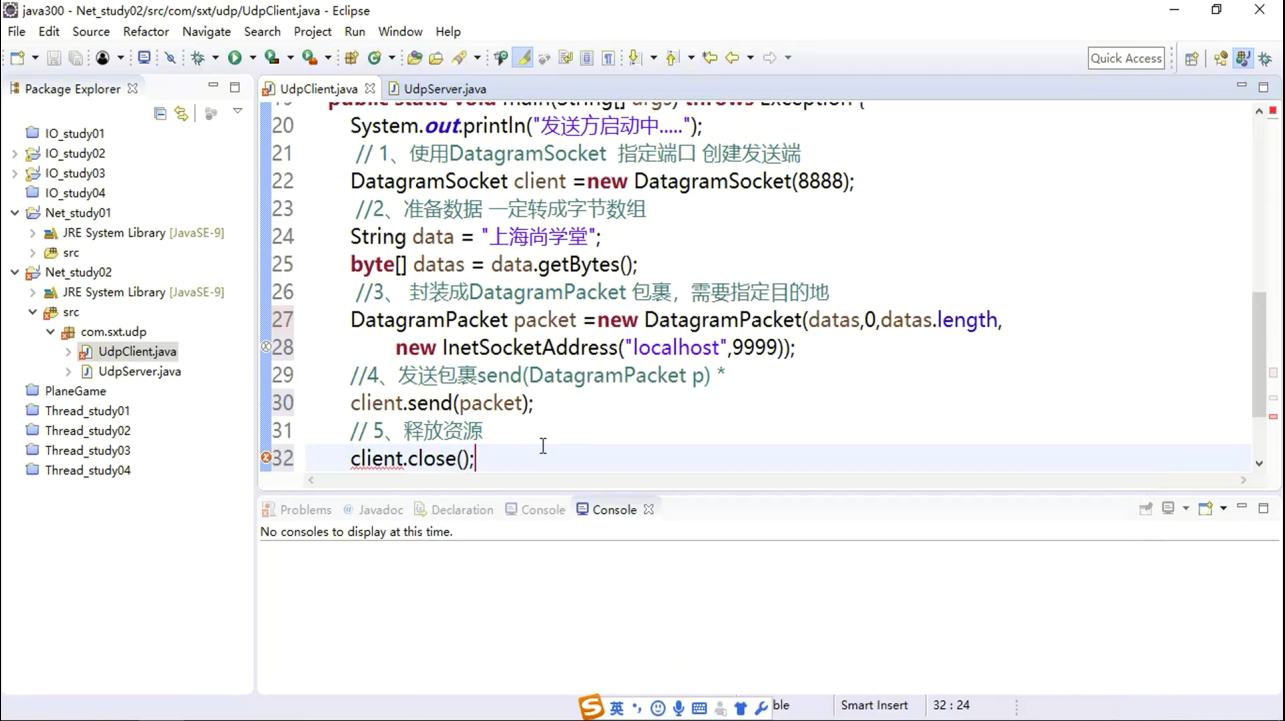 java300 - Net_study02/src/com/sxt/udp/UdpClient.java - Eclipse
File Edit Source Refactor Navigate Search Project Run Window Help
Quick Access
Package Explorer
IO_study01
IO_study02
IO_study03
IO_study04
Net_study01
JRE System Library [JavaSE-9]
src
Net_study02
JRE System Library [JavaSE-9]
src
com.sxt.udp
UdpClient.java
UdpServer.java
PlaneGame
Thread_study01
Thread_study02
Thread_study03
Thread_study04
UdpClient.java UdpServer.java
19 public static void main(String[] args) throws Exception {
20 System.out.println("发送方启动中.....");
21 // 1、使用DatagramSocket 指定端口 创建发送端
22 DatagramSocket client =new DatagramSocket(8888);
23 //2、准备数据 一定转成字节数组
24 String data = "上海尚学堂";
25 byte[] datas = data.getBytes();
26 //3、 封装成DatagramPacket 包裹，需要指定目的地
27 DatagramPacket packet =new DatagramPacket(datas,0,datas.length,
28 new InetSocketAddress("localhost",9999));
29 //4、发送包裹send(DatagramPacket p) *
30 client.send(packet);
31 // 5、释放资源
32 client.close();
Problems @ Javadoc Declaration Console Console
No consoles to display at this time.
英
ble Smart Insert 32 : 24